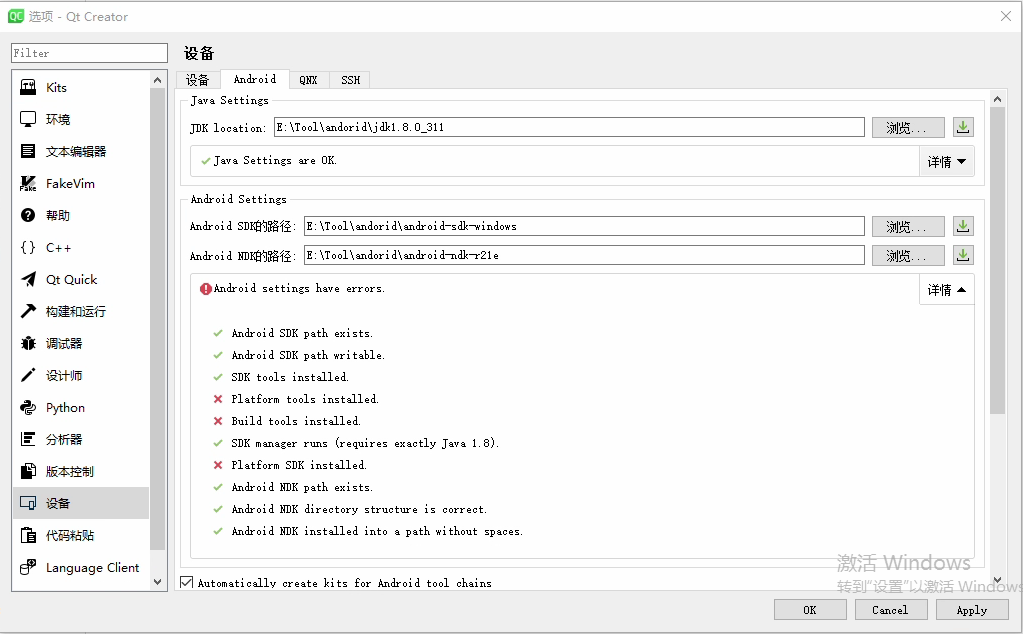 选项 - Qt Creator
Filter
设备
Kits
环境
文本编辑器
FakeVim
帮助
C++
Qt Quick
构建和运行
调试器
设计师
Python
分析器
版本控制
设备
代码粘贴
Language Client
设备 Android QNX SSH
Java Settings
JDK location: E:\Tool\andorid\jdk1.8.0_311 浏览...
Java Settings are OK. 详情
Android Settings
Android SDK的路径: E:\Tool\andorid\android-sdk-windows 浏览...
Android NDK的路径: E:\Tool\andorid\android-ndk-r21e 浏览...
Android settings have errors. 详情
Android SDK path exists.
Android SDK path writable.
SDK tools installed.
Platform tools installed.
Build tools installed.
SDK manager runs (requires exactly Java 1.8).
Platform SDK installed.
Android NDK path exists.
Android NDK directory structure is correct.
Android NDK installed into a path without spaces.
Automatically create kits for Android tool chains
激活 Windows
转到"设置"以激活 Windows
OK Cancel Apply